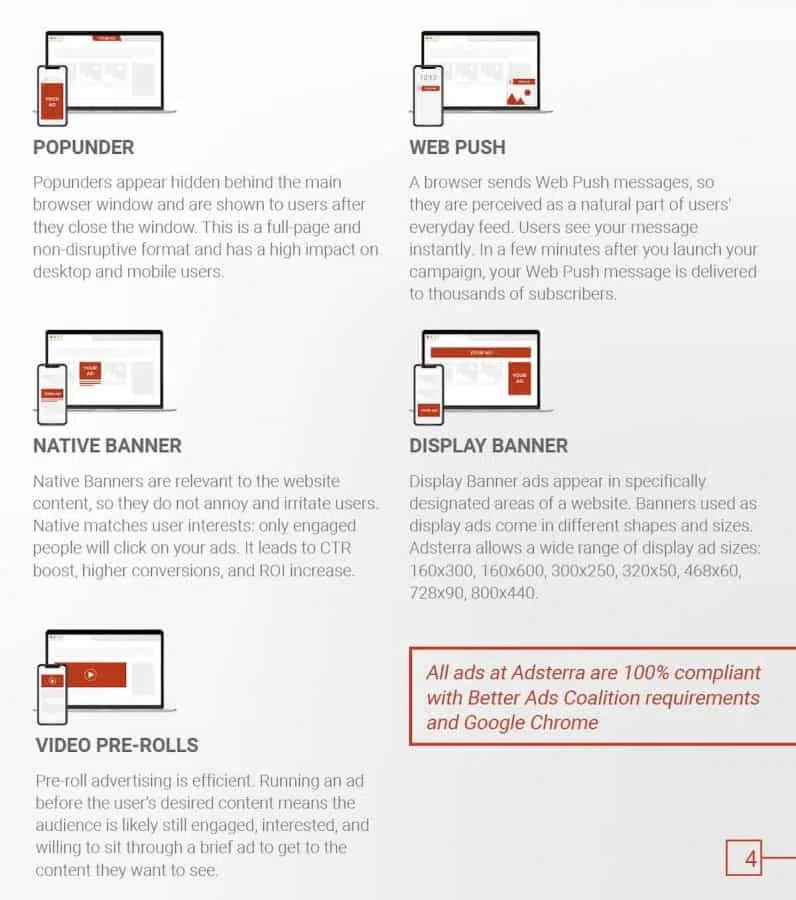 YOUR AD
YOUR
AD
POPUNDER
Popunders appear hidden behind the main
browser window and are shown to users after
they close the window. This is a full-page and
non-disruptive format and has a high impact on
desktop and mobile users.
WEB PUSH
A browser sends Web Push messages, so
they are perceived as a natural part of users'
everyday feed. Users see your message
instantly. In a few minutes after you launch your
campaign, your Web Push message is delivered
to thousands of subscribers.
YOUR
AD
YOUR AD
NATIVE BANNER
Native Banners are relevant to the website
content, so they do not annoy and irritate users.
Native matches user interests: only engaged
people will click on your ads. It leads to CTR
boost, higher conversions, and ROI increase.
YOUR AD
YOUR
AD
YOUR AD
DISPLAY BANNER
Display Banner ads appear in specifically
designated areas of a website. Banners used as
display ads come in different shapes and sizes.
Adsterra allows a wide range of display ad sizes:
160x300, 160x600, 300x250, 320x50, 468x60,
728x90, 800x440.
VIDEO PRE-ROLLS
Pre-roll advertising is efficient. Running an ad
before the user's desired content means the
audience is likely still engaged, interested, and
willing to sit through a brief ad to get to the
content they want to see.
All ads at Adsterra are 100% compliant
with Better Ads Coalition requirements
and Google Chrome
4